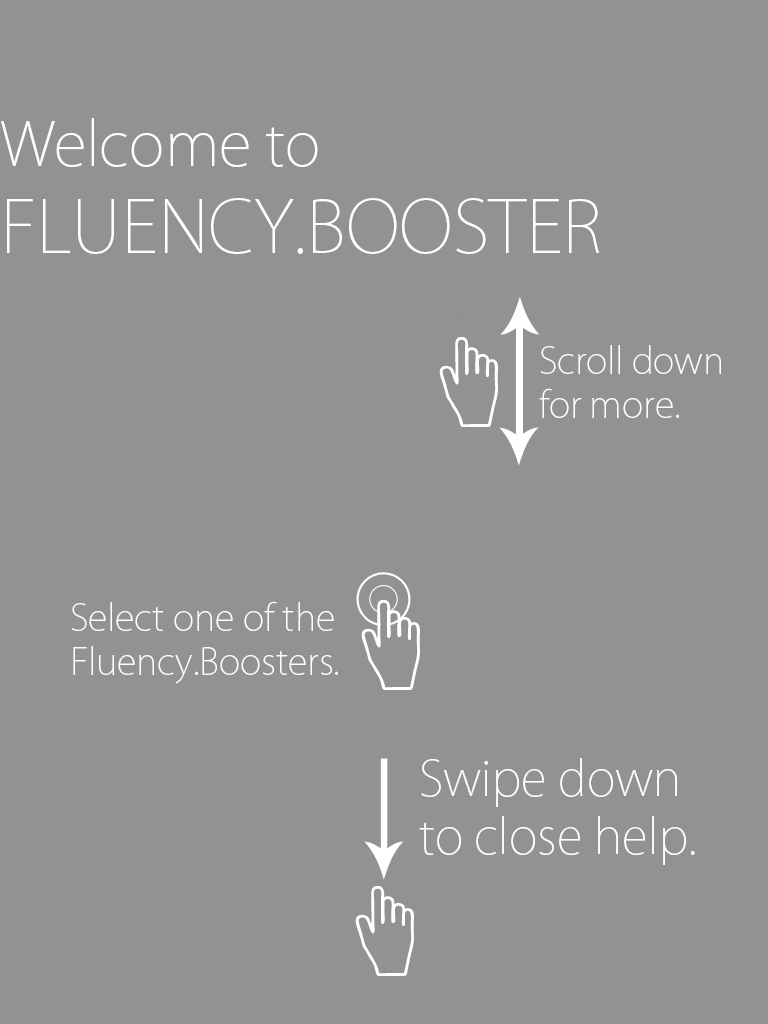 Welcome to
FLUENCY.BOOSTER
Scroll down
for more.
Select one of the
Fluency.Boosters.
Swipe down
to close help.